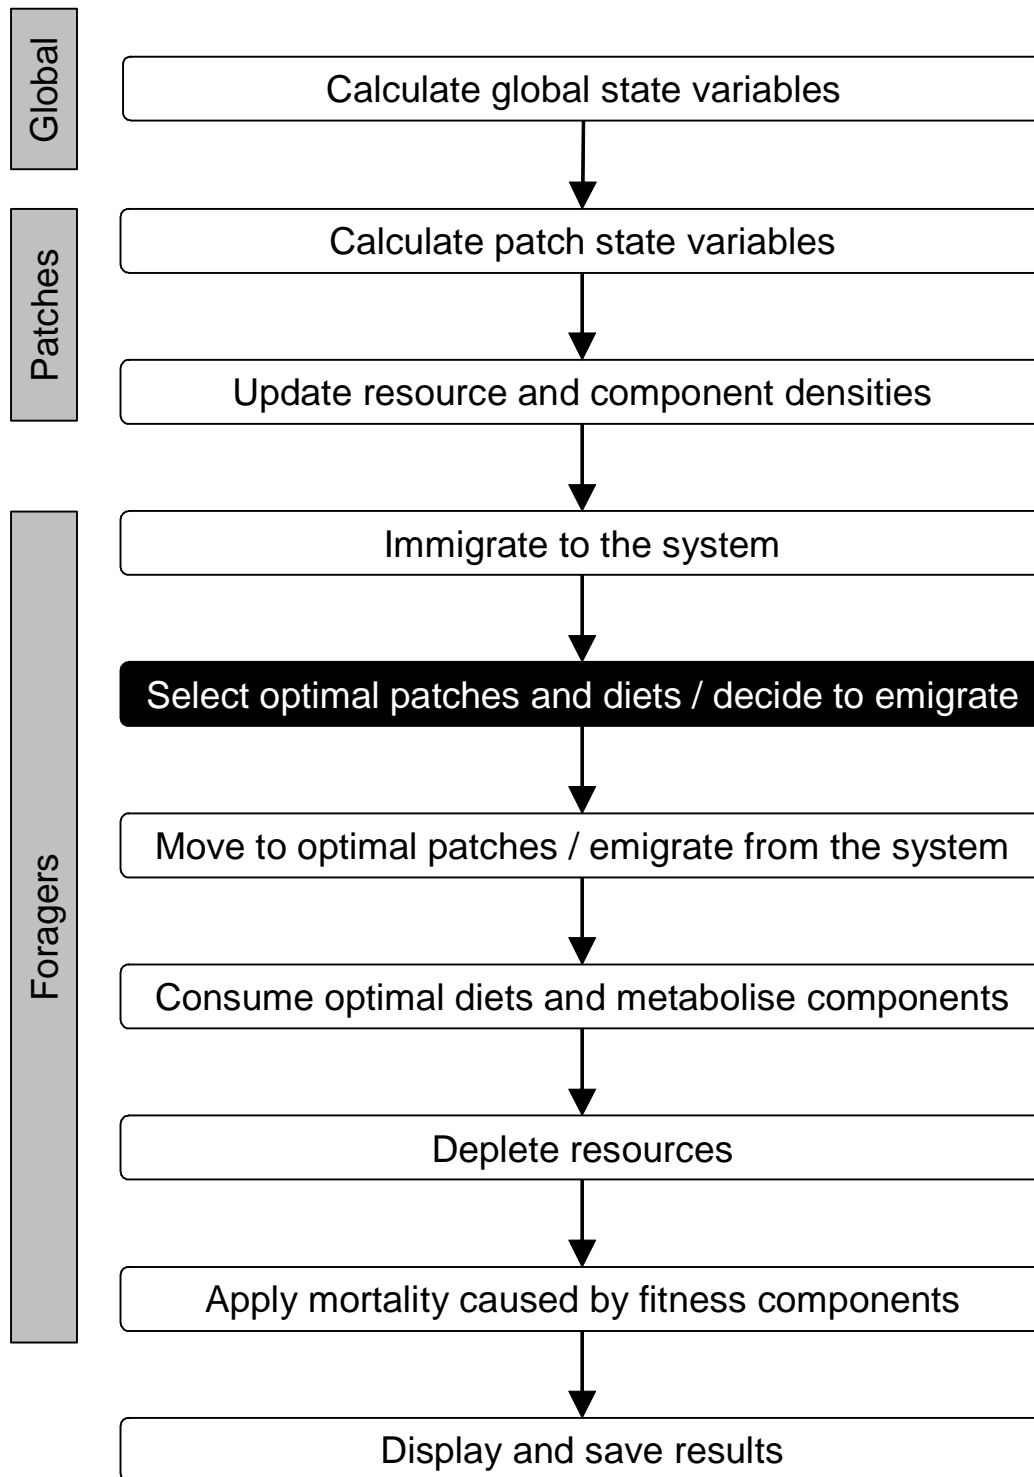 Global
Calculate global state variables
Patches
Calculate patch state variables
Update resource and component densities
Foragers
Immigrate to the system
Select optimal patches and diets / decide to emigrate
Move to optimal patches / emigrate from the system
Consume optimal diets and metabolise components
Deplete resources
Apply mortality caused by fitness components
Display and save results